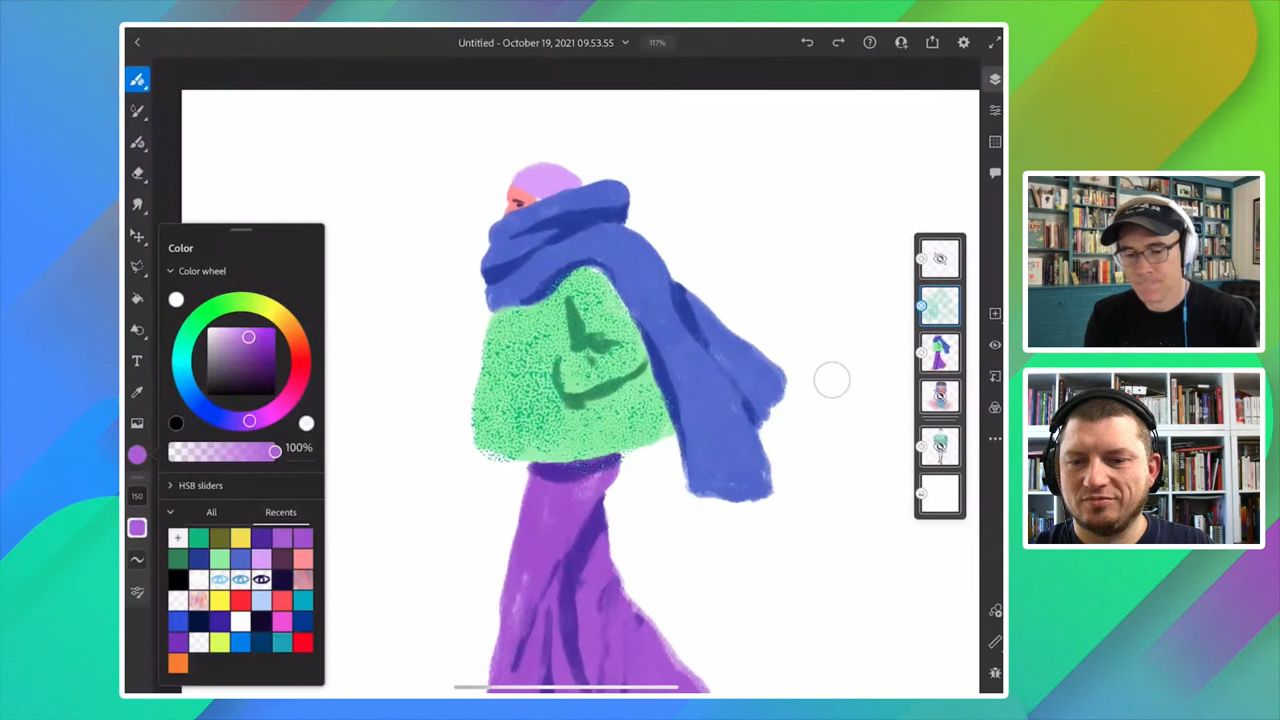 Untitled - October 19, 2021 09.53.55
117%
Color
Color wheel
100%
HSB sliders
All
Recents
150